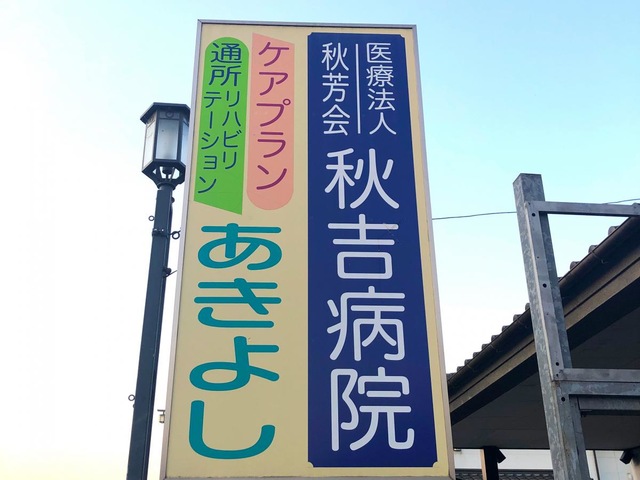 医療法人
秋芳会
秋吉病院
ケアプラン
通所リハビリ
テーション
あきよし